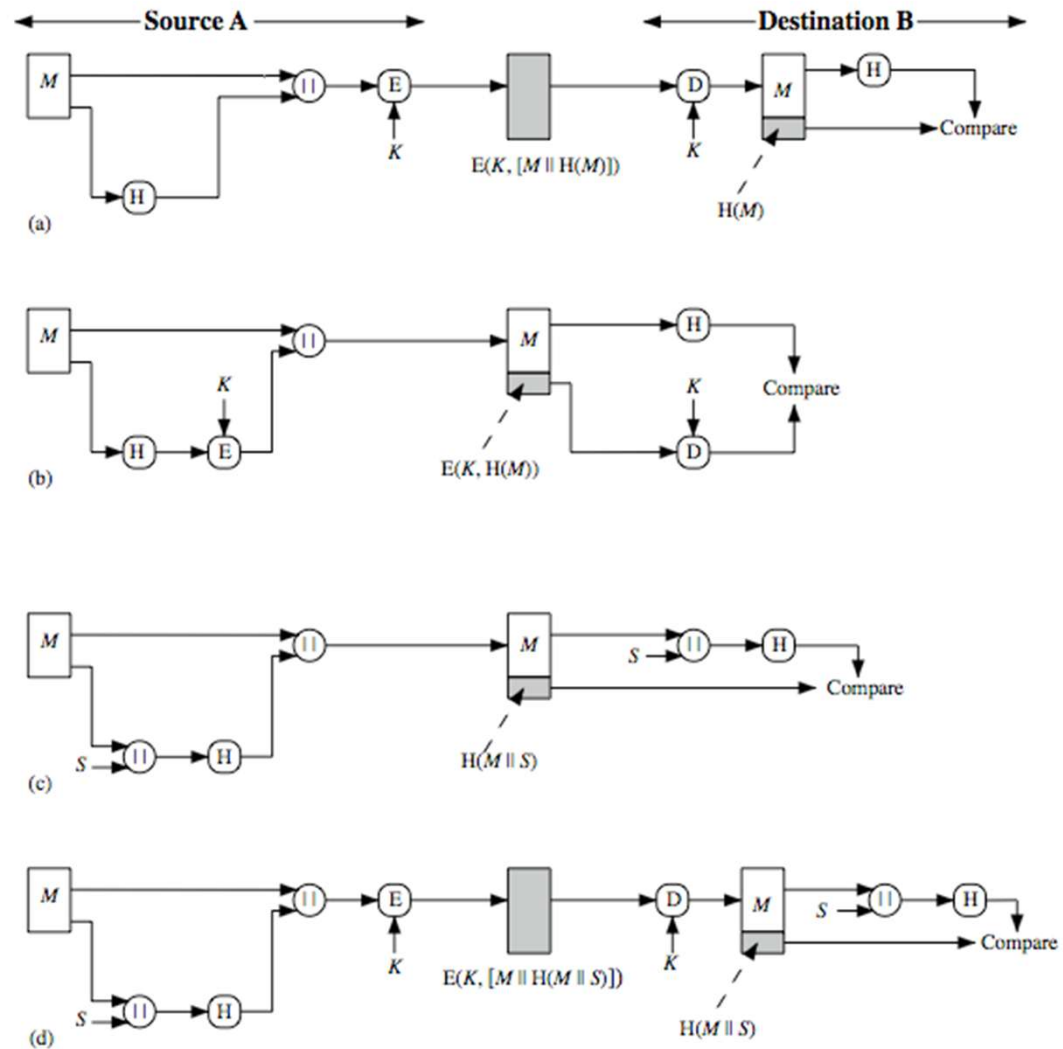 Source A
Destination B
M
||
E
K
H
E(K, [M || H(M)])
D
K
M
H
Compare
H(M)
(a)
M
||
K
H
E
M
E(K, H(M))
H
K
D
Compare
(b)
M
||
S
||
H
M
H(M || S)
S
||
H
Compare
(c)
M
||
E
K
S
||
H
E(K, [M || H(M || S)])
D
K
M
S
||
H
Compare
H(M || S)
(d)